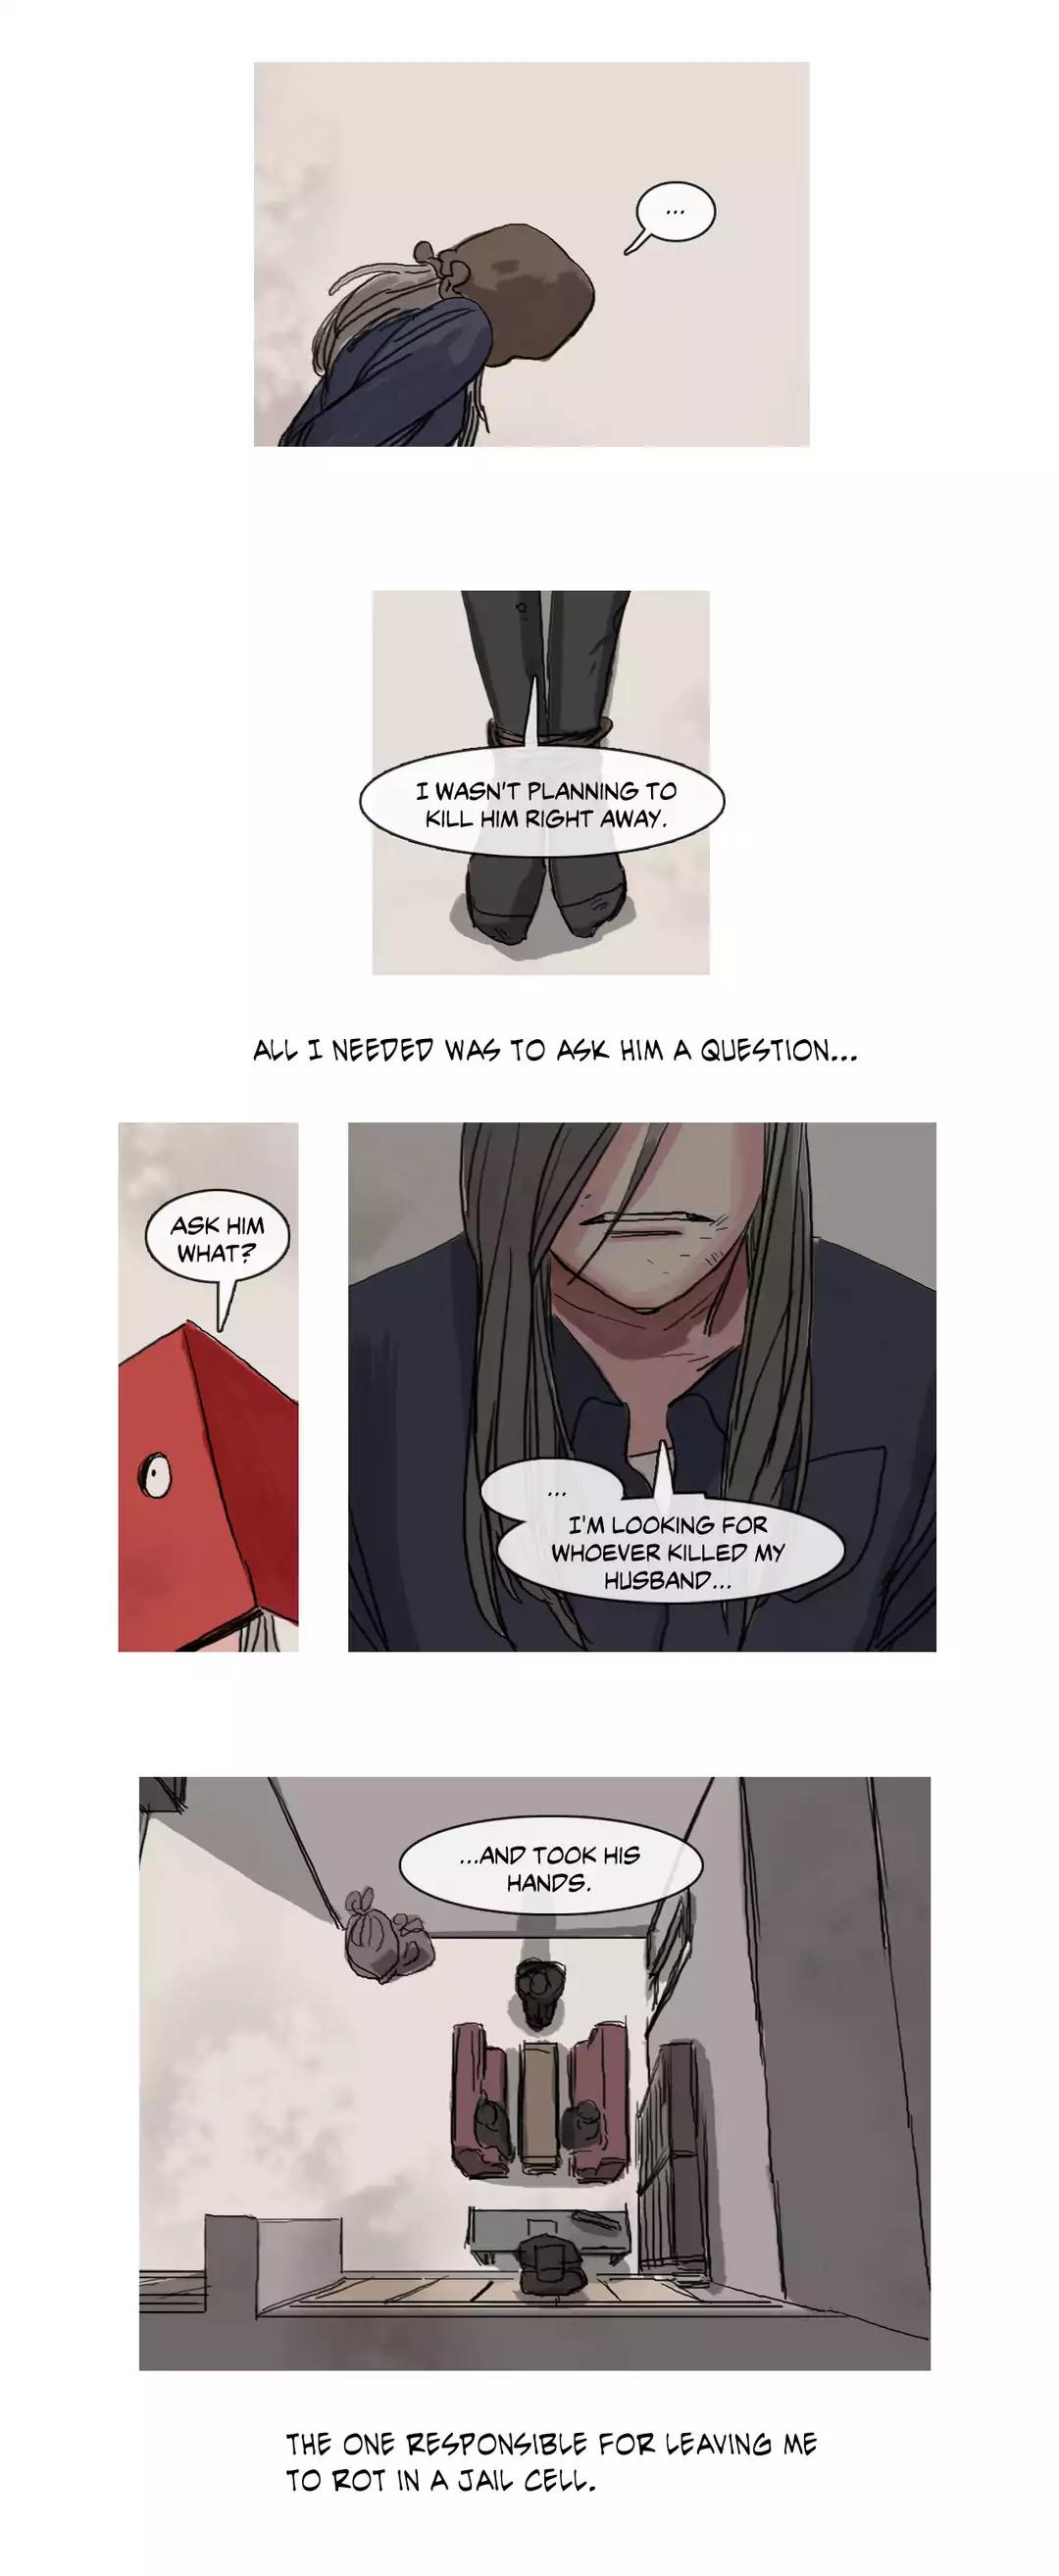 ...
I WASN'T PLANNING TO
KILL HIM RIGHT AWAY.
ALL I NEEDED WAS TO ASK HIM A QUESTION...
ASK HIM
WHAT?
...
I'M LOOKING FOR
WHOEVER KILLED MY
HUSBAND...
...AND TOOK HIS
HANDS.
THE ONE RESPONSIBLE FOR LEAVING ME
TO ROT IN A JAIL CELL.